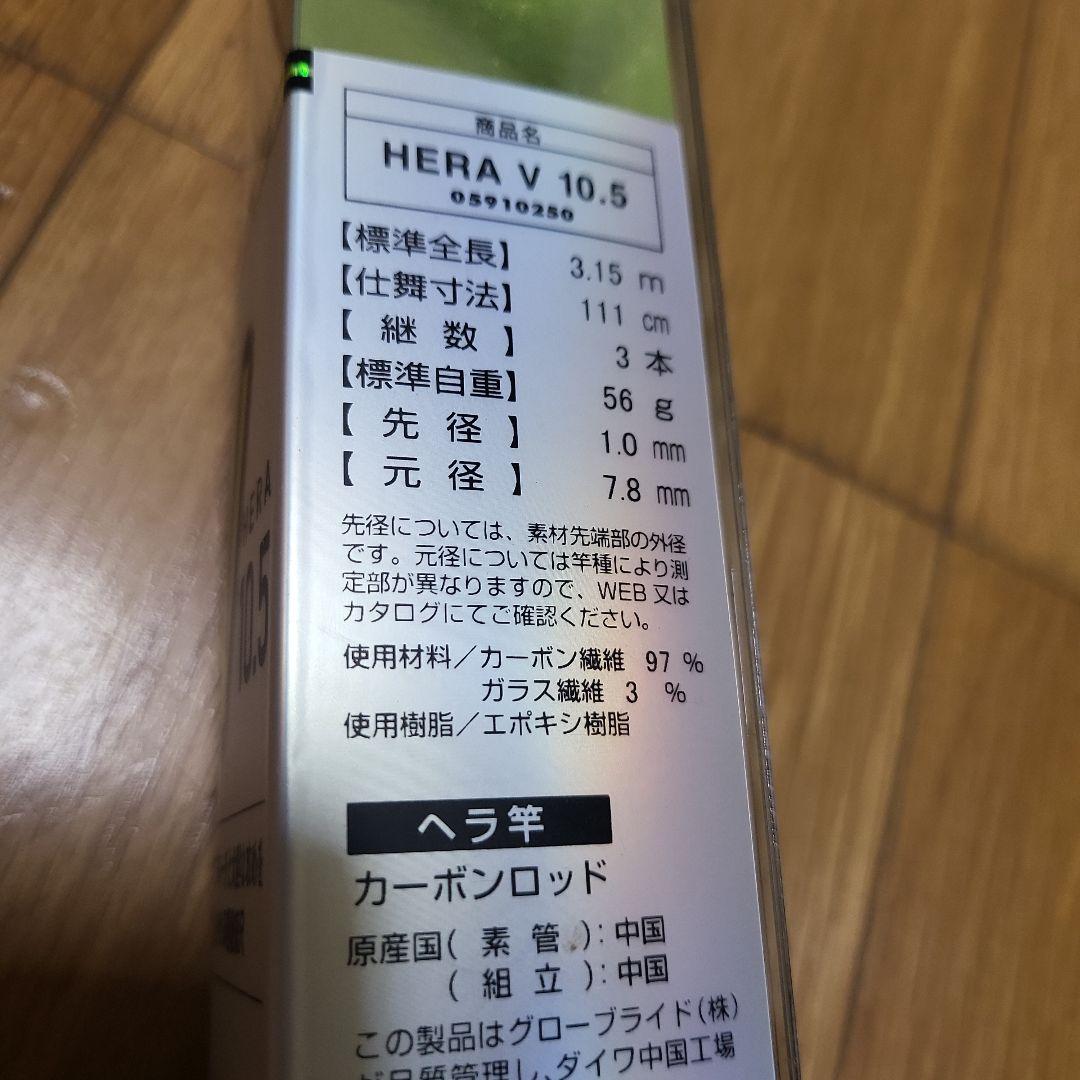 商品名
HERA V 10.5
05910250
【標準全長】 3.15 m
【仕舞寸法】 111 cm
【継数】 3 本
【標準自重】 56 g
【先径】 1.0 mm
【元径】 7.8 mm
先径については、素材先端部の外径
です。元径については竿種により測
定部が異なりますので、WEB又は
カタログにてご確認ください。
使用材料／カーボン繊維 97 %
ガラス繊維 3 %
使用樹脂／エポキシ樹脂
ヘラ竿
カーボンロッド
原産国(素管):中国
(組立):中国
この製品はグローブライド(株)
が品質管理し、ダイワ中国工場
HERA
10.5